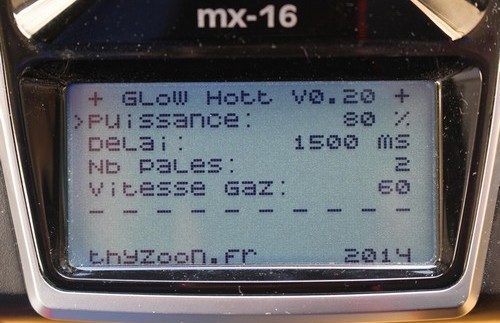 mx-16
+ GLOW Hott V0.20 +
>Puissance: 80 %
Délai: 1500 ms
Nb pales: 2
Vitesse Gaz: 60
- - - - - - - - - -
thyzoon.fr 2014